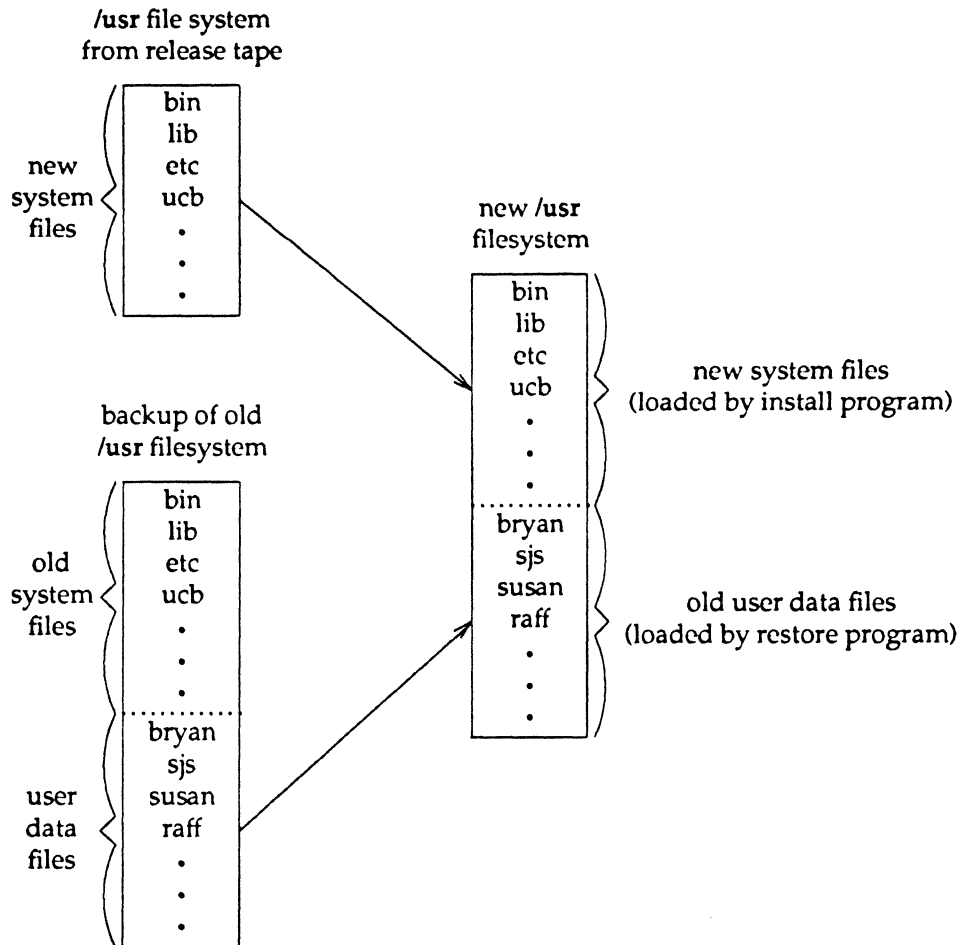 /usr file system
from release tape
bin
lib
etc
ucb
new
system
files
new /usr
filesystem
bin
lib
etc
ucb
new system files
(loaded by install program)
bryan
sjs
susan
raff
old user data files
(loaded by restore program)
backup of old
/usr filesystem
bin
lib
etc
ucb
old
system
files
bryan
sjs
susan
raff
user
data
files